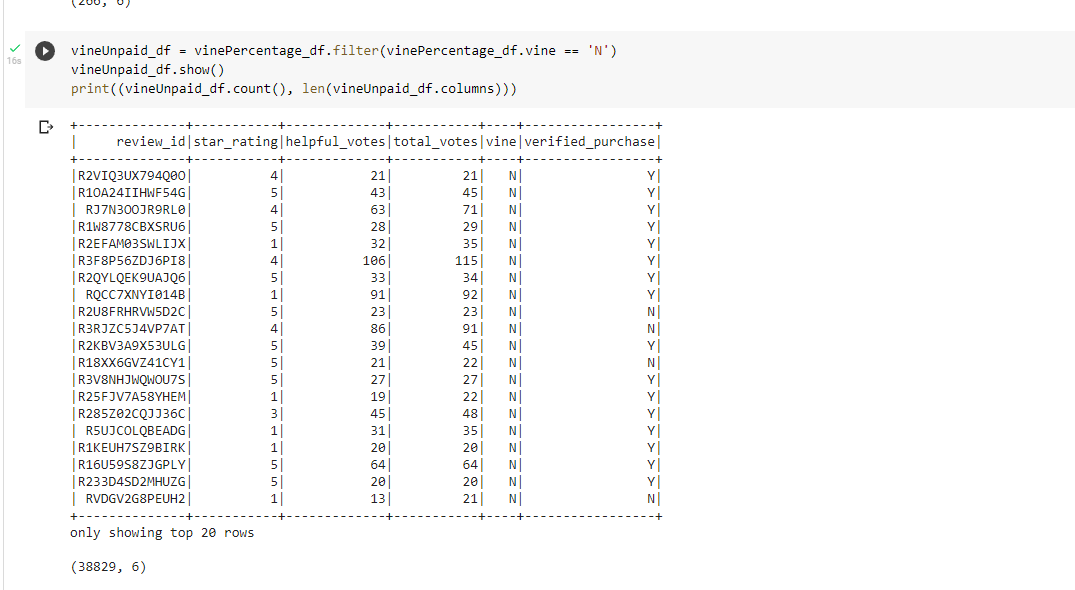 (266, 6)
vineUnpaid_df = vinePercentage_df.filter(vinePercentage_df.vine == 'N')
16s
vineUnpaid_df.show()
print((vineUnpaid_df.count(), len(vineUnpaid_df.columns)))
+--------------+-----------+-------------+-----------+----+-----------------+
|     review_id|star_rating|helpful_votes|total_votes|vine|verified_purchase|
+--------------+-----------+-------------+-----------+----+-----------------+
|R2VIQ3UX794Q0O|          4|           21|         21|   N|                Y|
|R1OA24IIHWF54G|          5|           43|         45|   N|                Y|
| RJ7N3OOJR9RL0|          4|           63|         71|   N|                Y|
|R1W8778CBXSRU6|          5|           28|         29|   N|                Y|
|R2EFAM03SWLIJX|          1|           32|         35|   N|                Y|
|R3F8P56ZDJ6PI8|          4|          106|        115|   N|                Y|
|R2QYLQEK9UAJQ6|          5|           33|         34|   N|                Y|
| RQCC7XNYI014B|          1|           91|         92|   N|                Y|
|R2U8FRHRVW5D2C|          5|           23|         23|   N|                N|
|R3RJZC5J4VP7AT|          4|           86|         91|   N|                N|
|R2KBV3A9X53ULG|          5|           39|         45|   N|                Y|
|R18XX6GVZ41CY1|          5|           21|         22|   N|                N|
|R3V8NHJWQWOU7S|          5|           27|         27|   N|                Y|
|R25FJV7A58YHEM|          1|           19|         22|   N|                Y|
|R285Z02CQJJ36C|          3|           45|         48|   N|                Y|
| R5UJCOLQBEADG|          1|           31|         35|   N|                Y|
|R1KEUH7SZ9BIRK|          1|           20|         20|   N|                Y|
|R16U59S8ZJGPLY|          5|           64|         64|   N|                Y|
|R233D4SD2MHUZG|          5|           20|         20|   N|                Y|
| RVDGV2G8PEUH2|          1|           13|         21|   N|                N|
+--------------+-----------+-------------+-----------+----+-----------------+
only showing top 20 rows
(38829, 6)